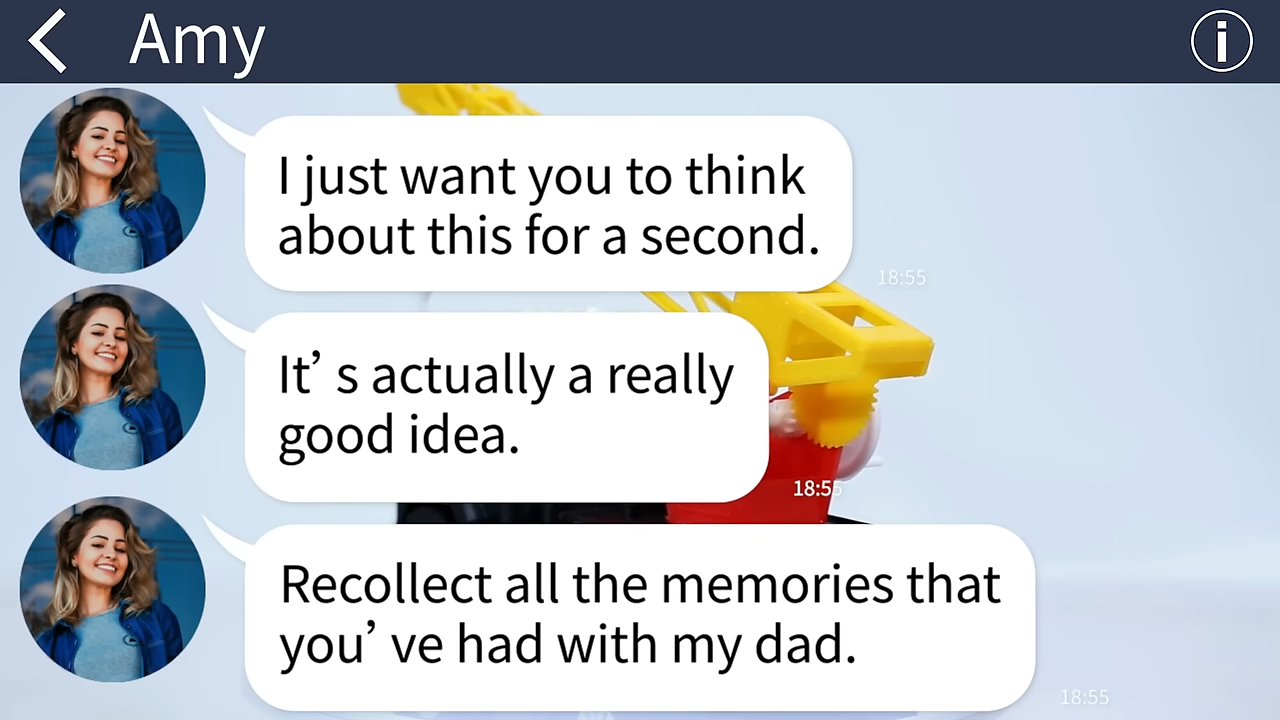 Amy
I just want you to think
about this for a second.
18:55
It’ s actually a really
good idea.
18:55
Recollect all the memories that
you’ ve had with my dad.
18:55